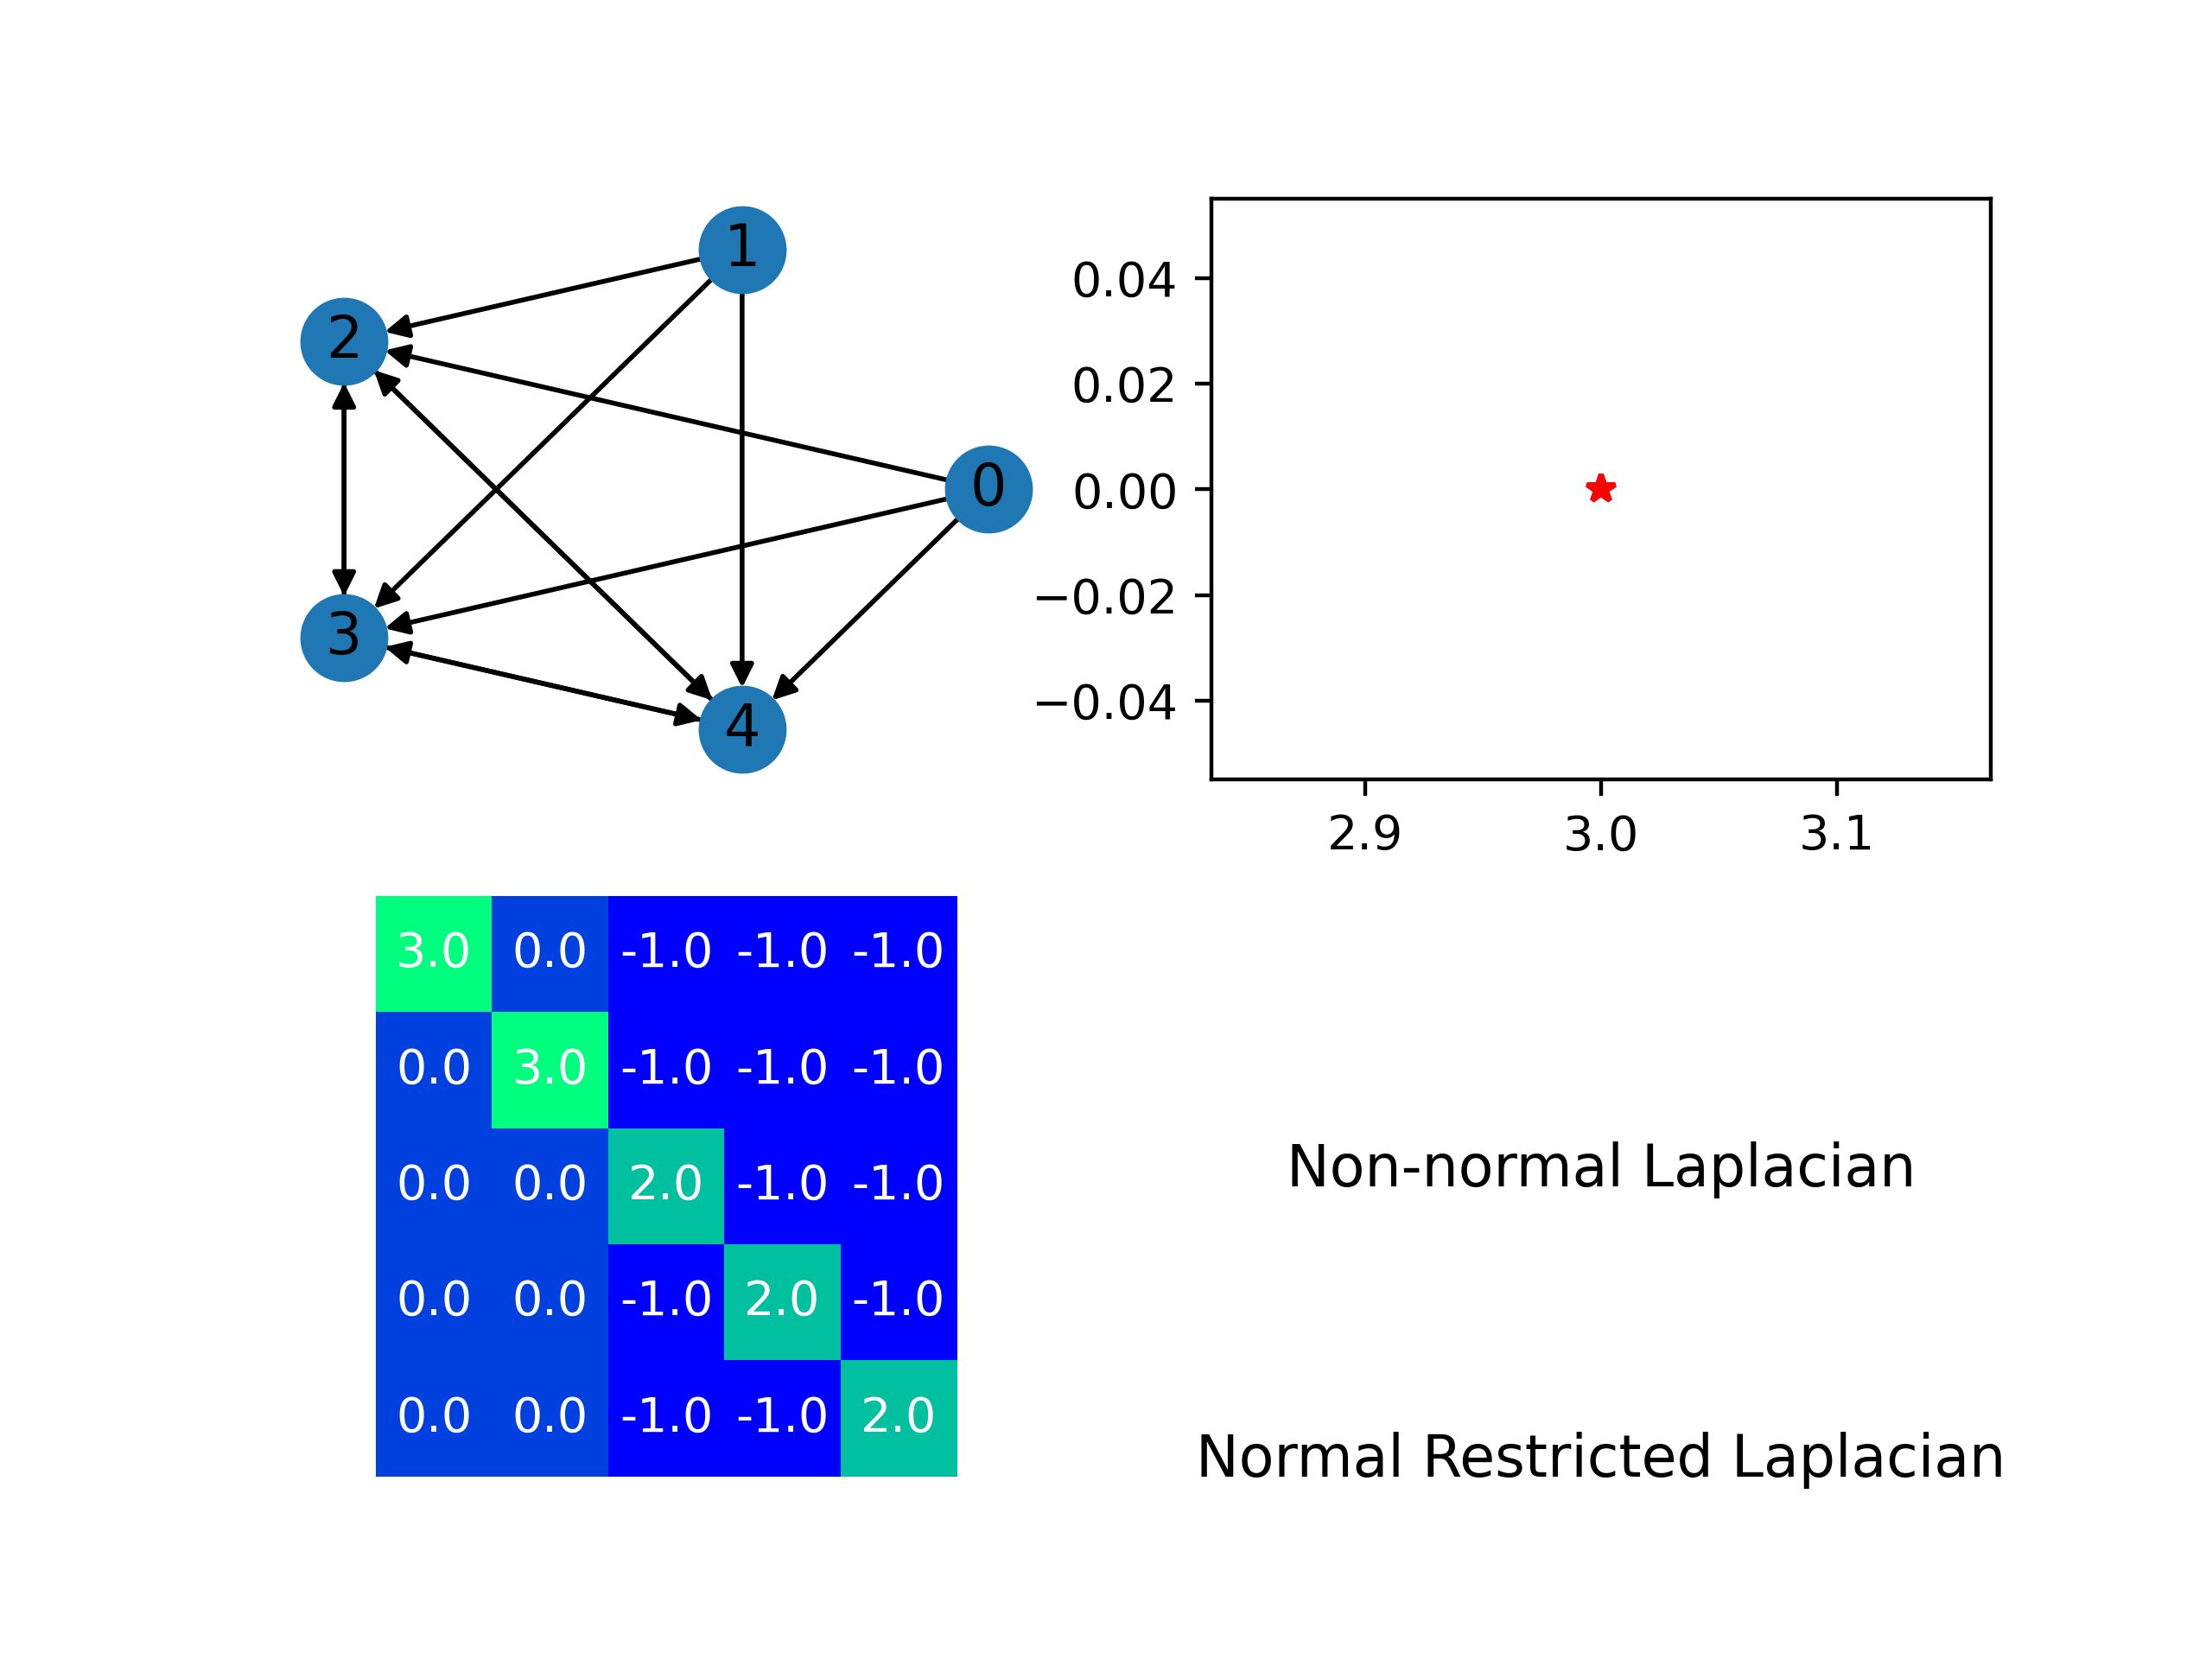 1
2
0
3
4
0.04
0.02
0.00
−0.02
−0.04
2.9 3.0 3.1
3.0 0.0 -1.0 -1.0 -1.0
0.0 3.0 -1.0 -1.0 -1.0
0.0 0.0 2.0 -1.0 -1.0
0.0 0.0 -1.0 2.0 -1.0
0.0 0.0 -1.0 -1.0 2.0
Non-normal Laplacian
Normal Restricted Laplacian